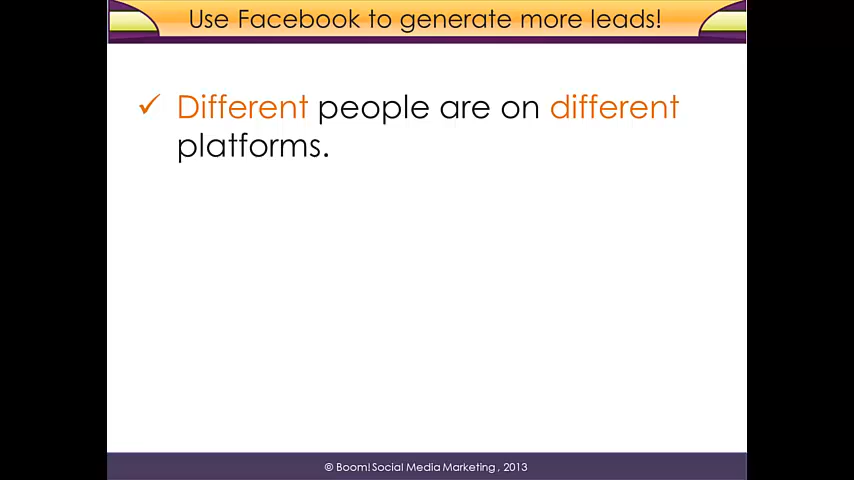 Use Facebook to generate more leads!
✓ Different people are on different
platforms.
© Boom! Social Media Marketing , 2013